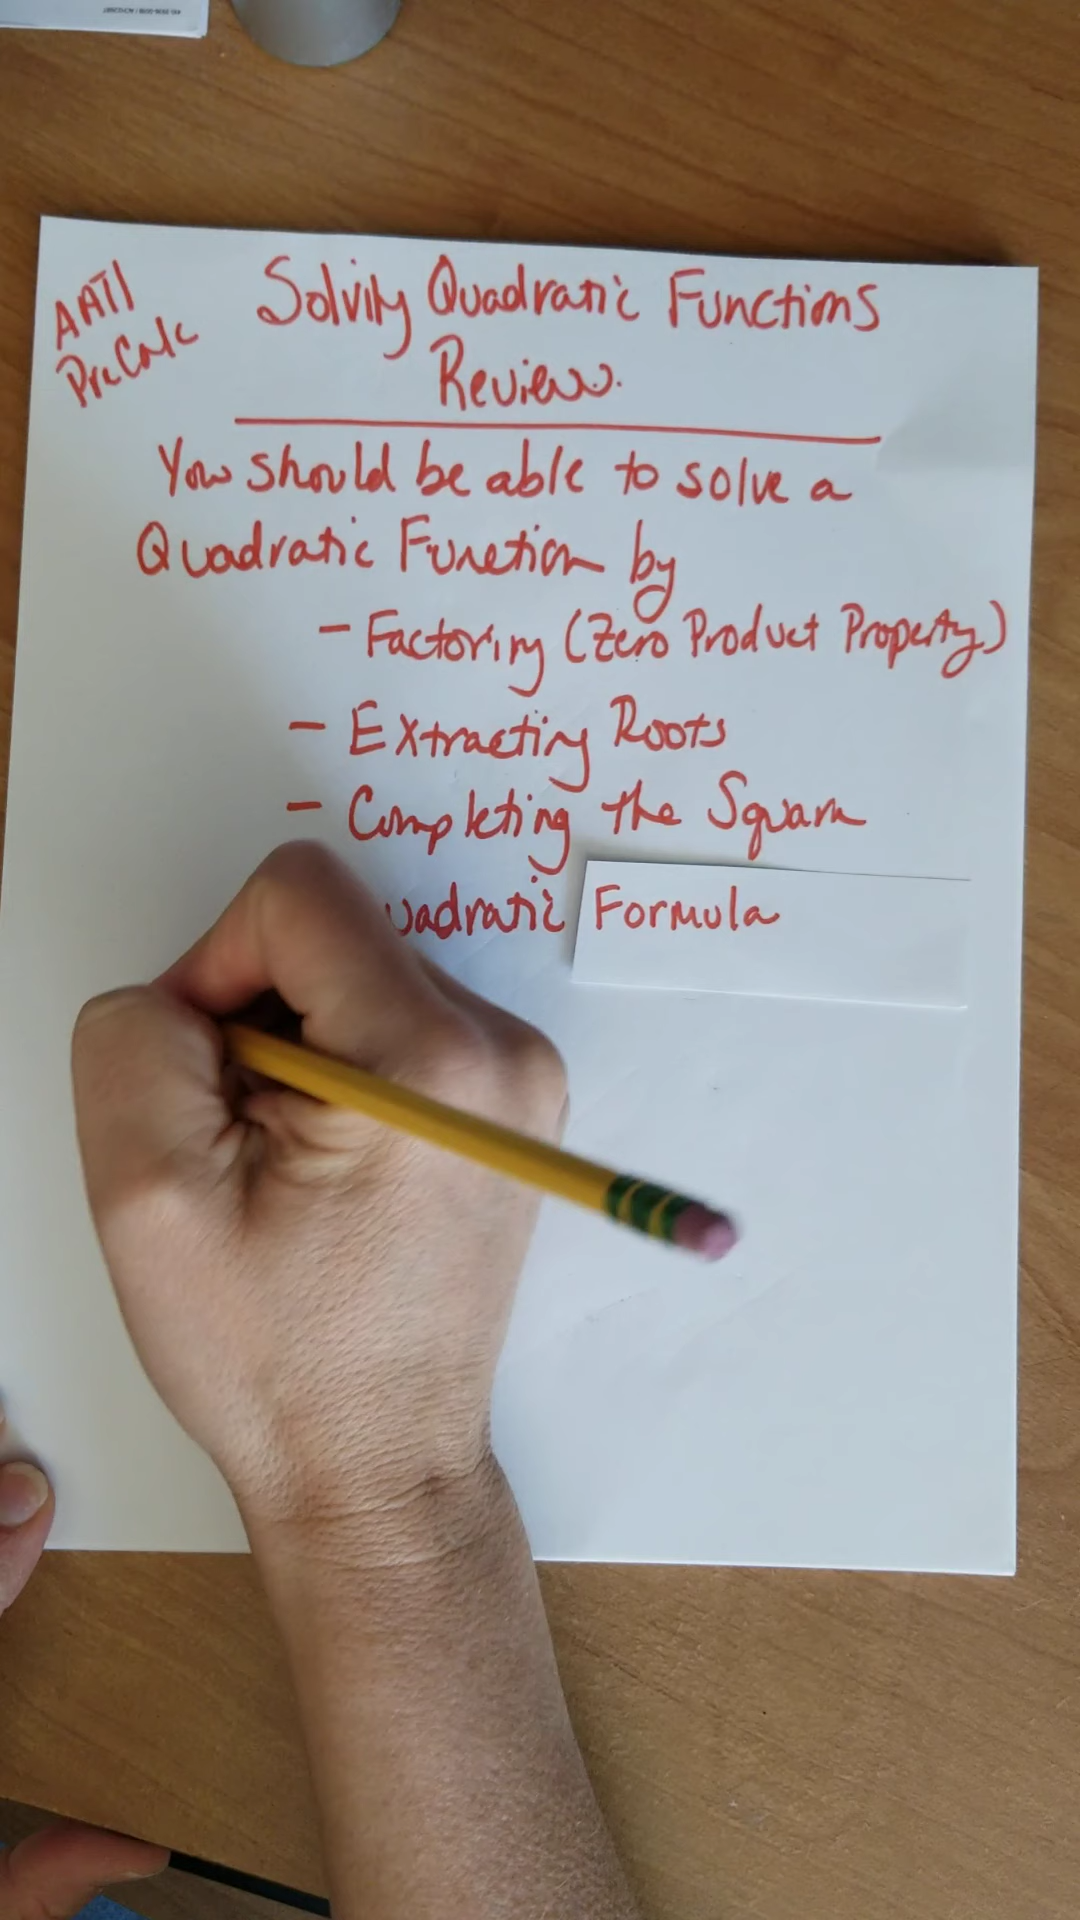 AAT1
PreCalc
Solving Quadratic Functions
Review.
You should be able to solve a
Quadratic Function by
- Factoring (Zero Product Property)
- Extracting Roots
- Completing the Square
uadratic Formula